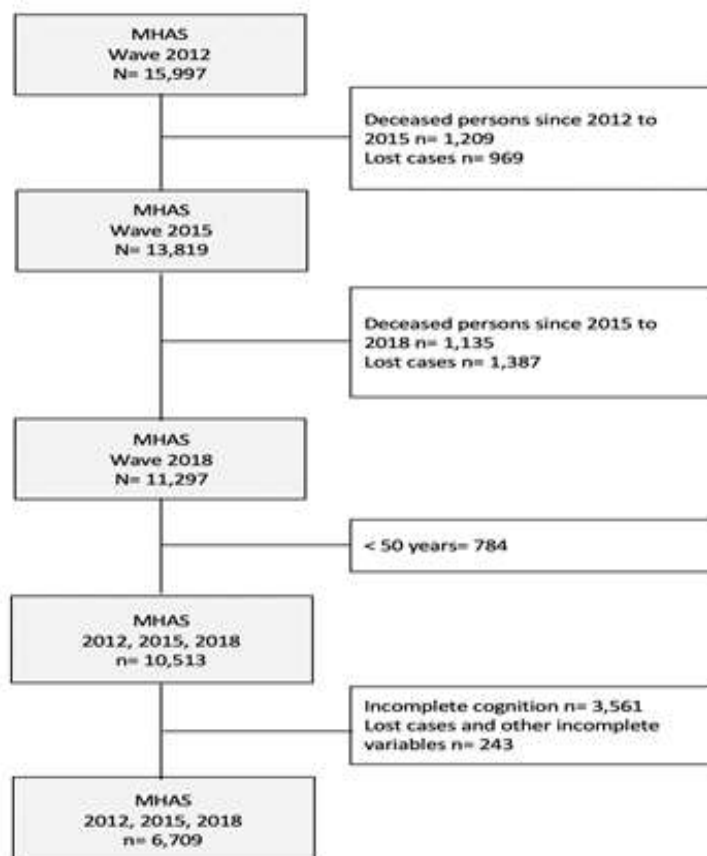 MHAS
Wave 2012
N= 15,997
Deceased persons since 2012 to
2015 n= 1,209
Lost cases n= 969
MHAS
Wave 2015
N= 13,819
Deceased persons since 2015 to
2018 n= 1,135
Lost cases n= 1,387
MHAS
Wave 2018
N= 11,297
< 50 years= 784
MHAS
2012, 2015, 2018
n= 10,513
Incomplete cognition n= 3,561
Lost cases and other incomplete
variables n= 243
MHAS
2012, 2015, 2018
n= 6,709